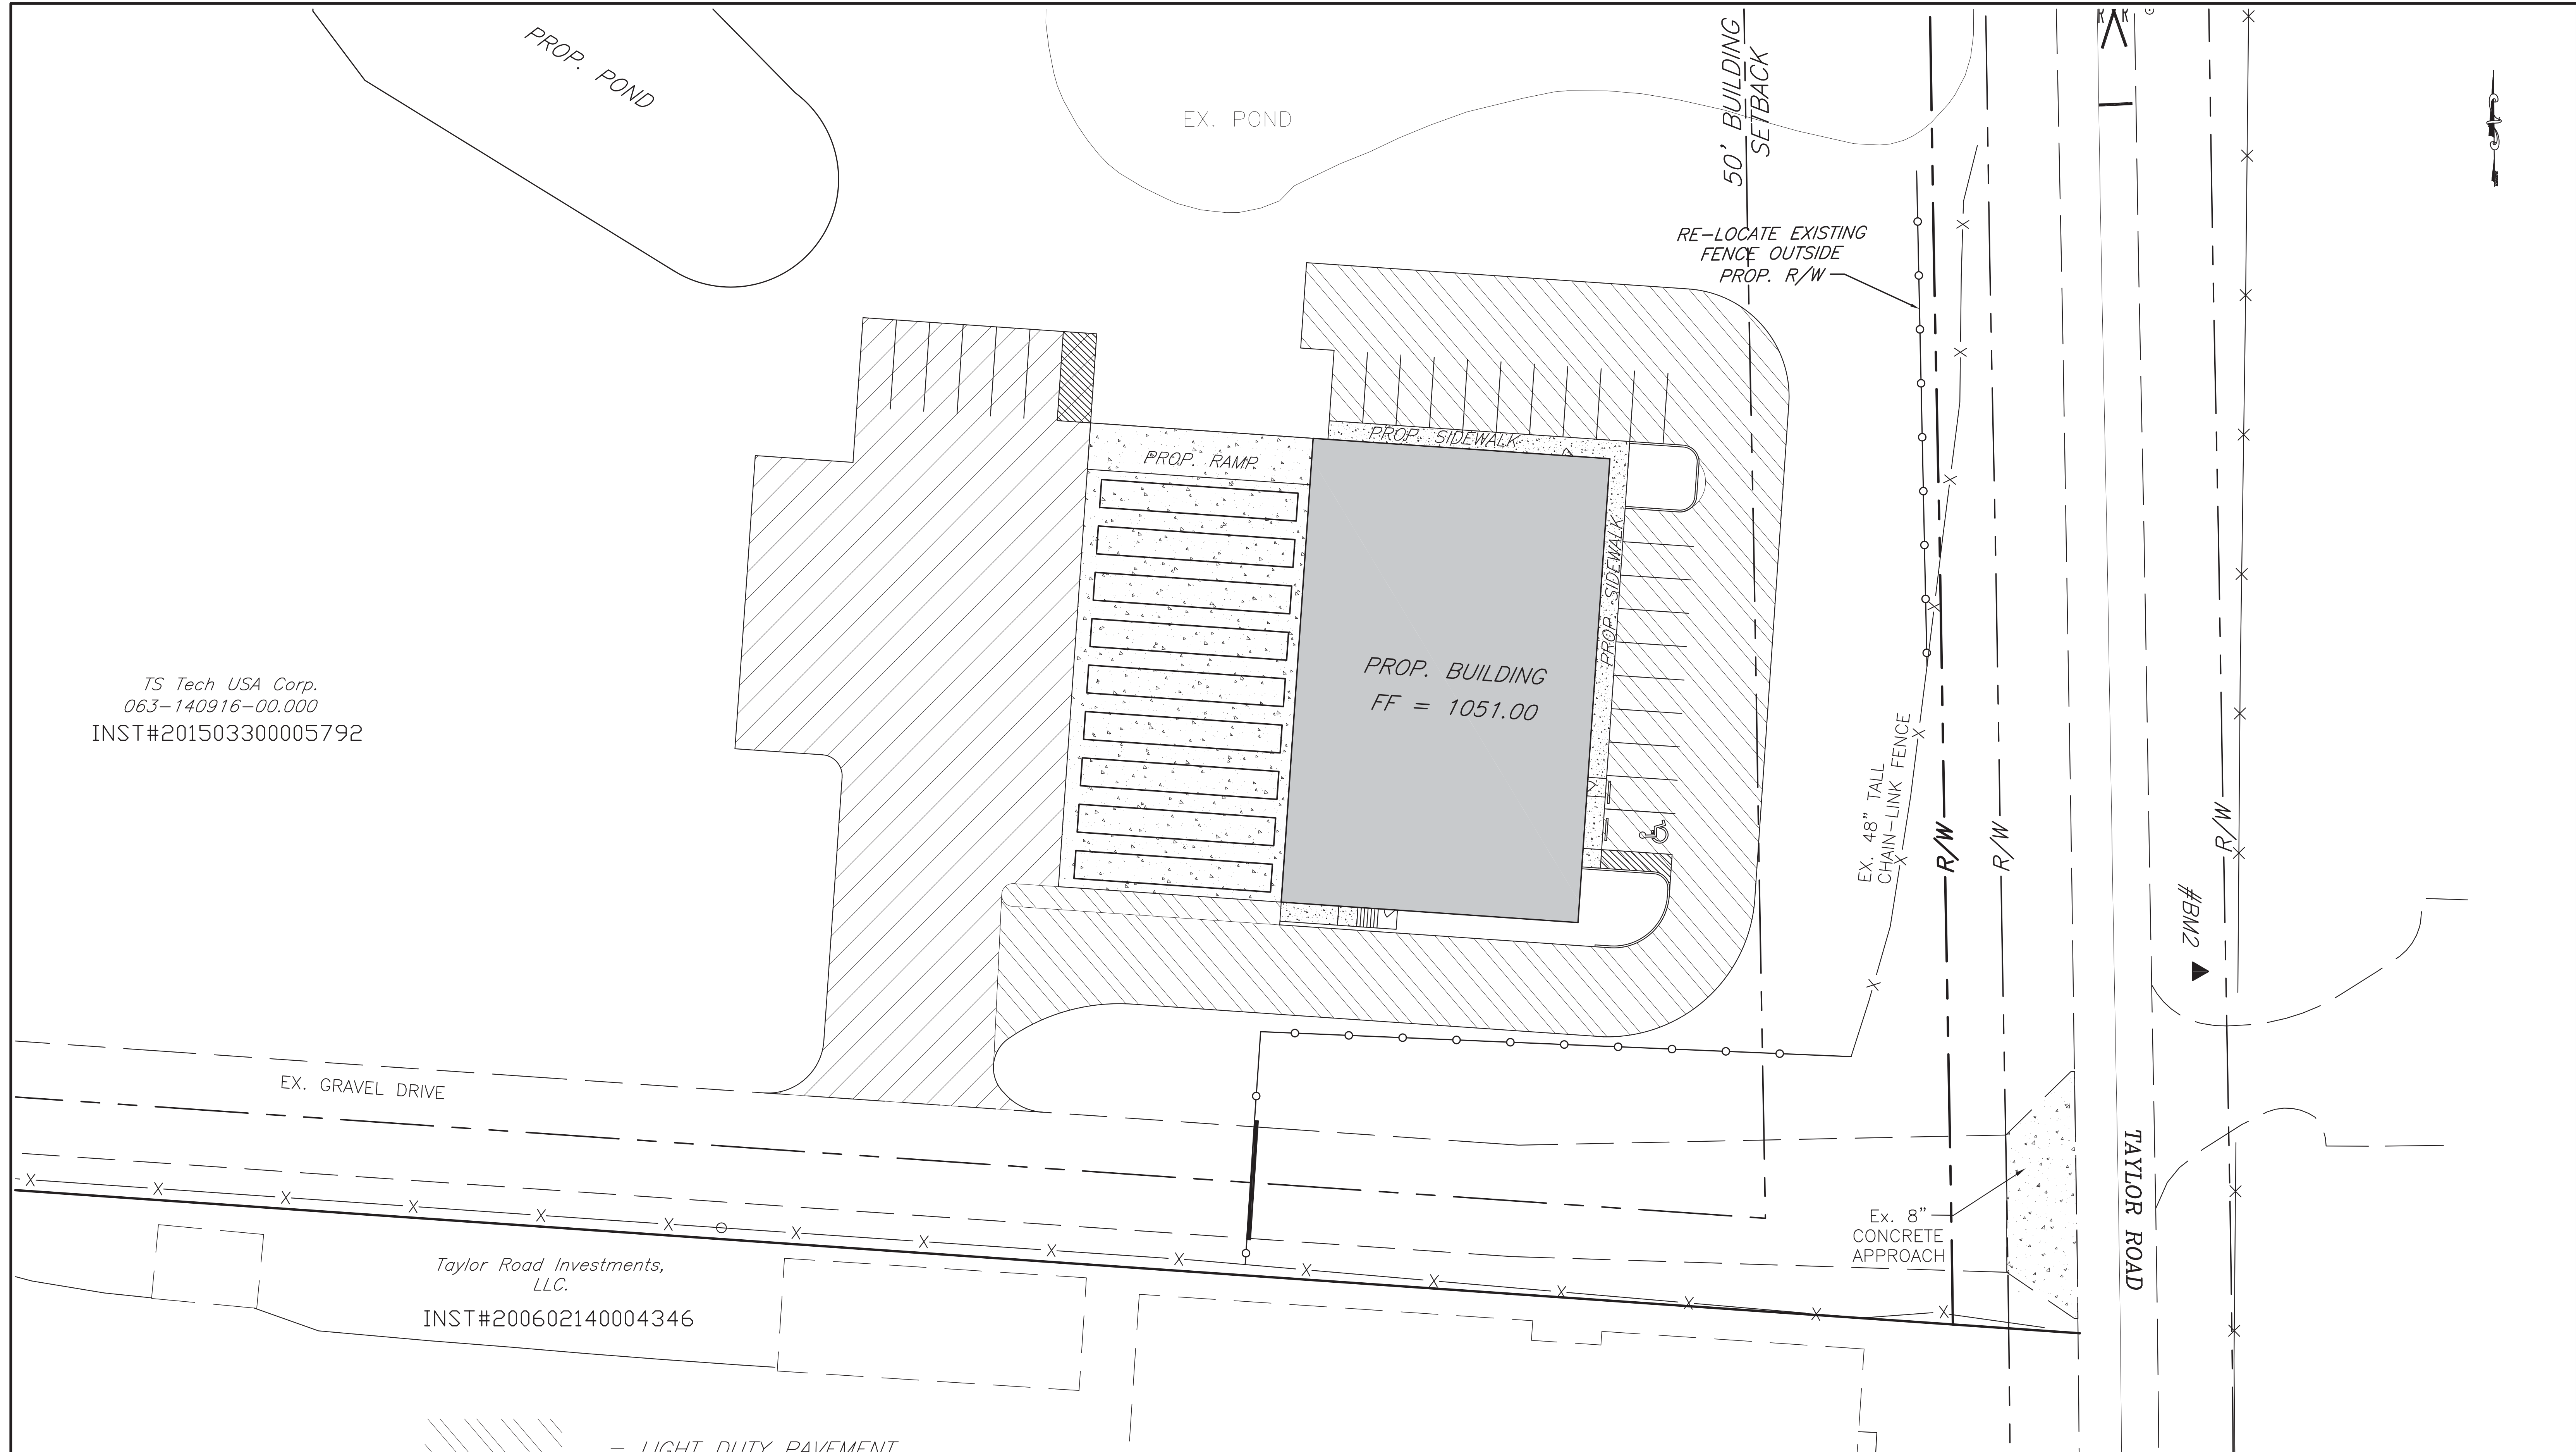 PROP. POND
EX. POND
50' BUILDING
SETBACK
RE-LOCATE EXISTING
FENCE OUTSIDE
PROP. R/W
PROP. SIDEWALK
PROP. RAMP
PROP. SIDEWALK
PROP. BUILDING
FF = 1051.00
TS Tech USA Corp.
063-140916-00.000
INST#201503300005792
EX. 48" TALL
CHAIN-LINK FENCE
R/W
R/W
R/W
#BM2
EX. GRAVEL DRIVE
TAYLOR ROAD
Ex. 8"
CONCRETE
APPROACH
Taylor Road Investments,
LLC.
INST#200602140004346
- LIGHT DUTY PAVEMENT